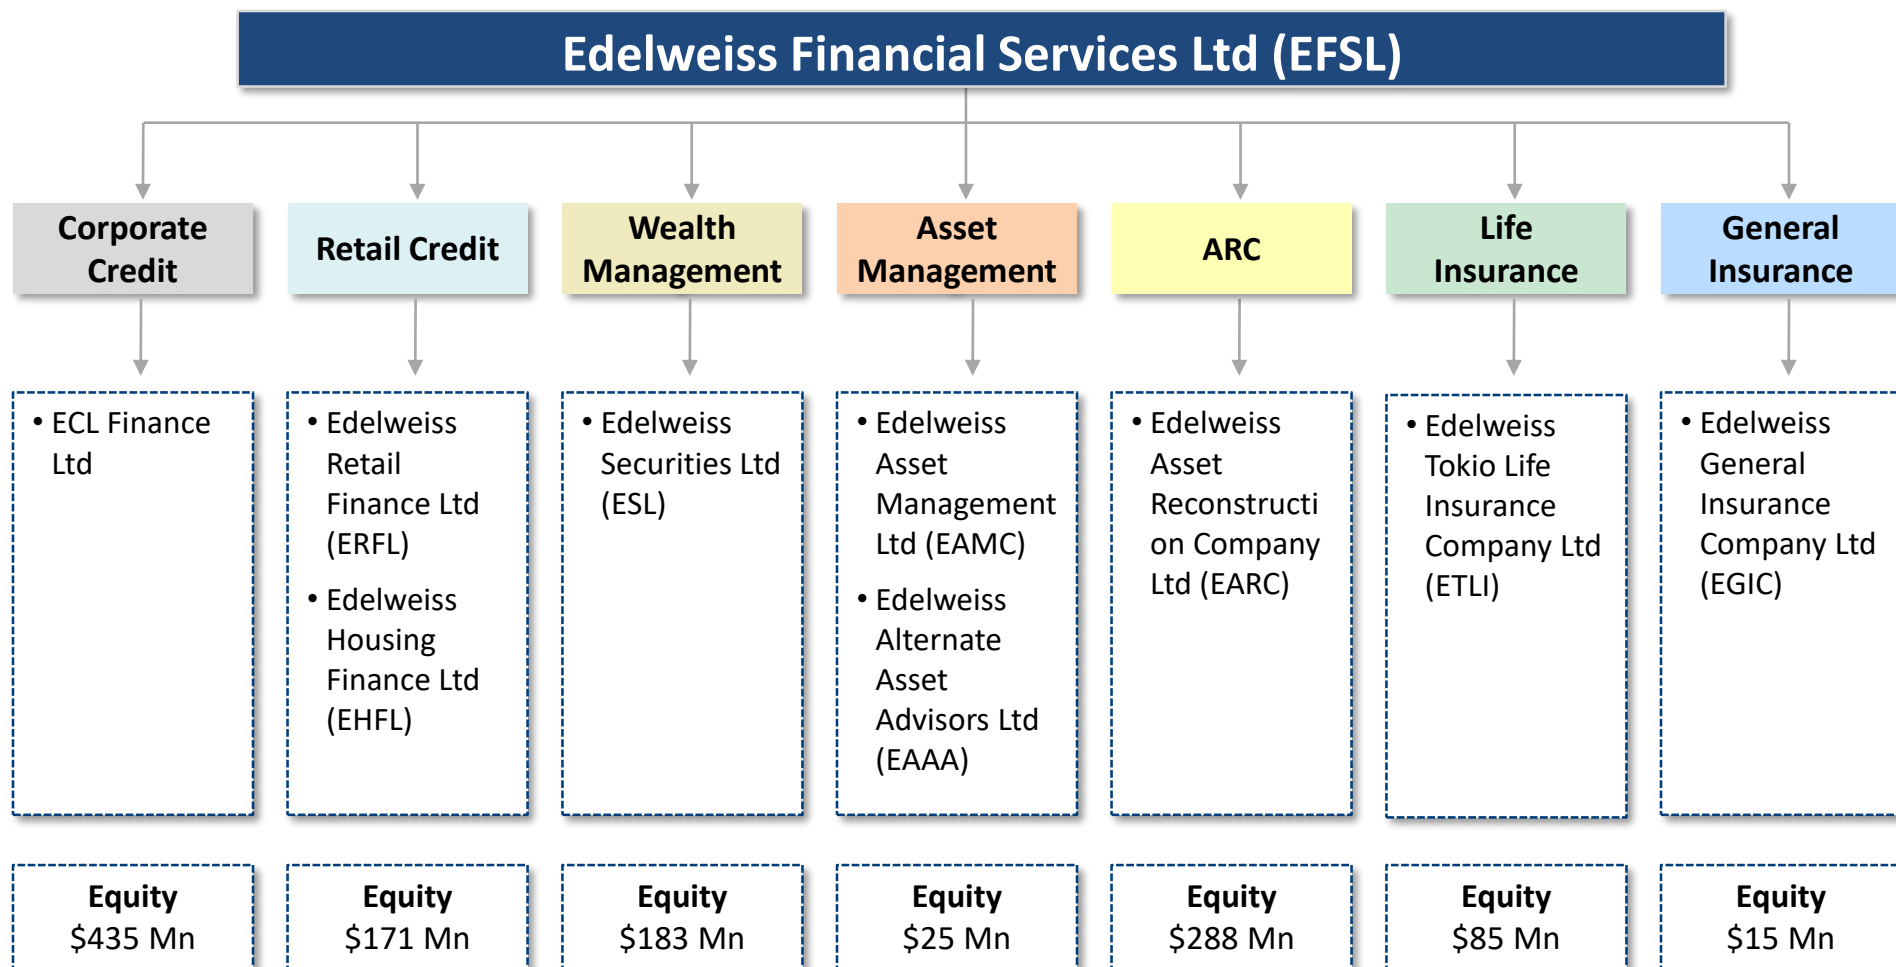 Edelweiss Financial Services Ltd (EFSL)
Corporate
Credit
Retail Credit
Wealth
Management
Asset
Management
ARC
Life
Insurance
General
Insurance
• ECL Finance
Ltd
• Edelweiss
Retail
Finance Ltd
(ERFL)
• Edelweiss
Housing
Finance Ltd
(EHFL)
• Edelweiss
Securities Ltd
(ESL)
• Edelweiss
Asset
Management
Ltd (EAMC)
• Edelweiss
Alternate
Asset
Advisors Ltd
(EAAA)
• Edelweiss
Asset
Reconstructi
on Company
Ltd (EARC)
• Edelweiss
Tokio Life
Insurance
Company Ltd
(ETLI)
• Edelweiss
General
Insurance
Company Ltd
(EGIC)
Equity
$435 Mn
Equity
$171 Mn
Equity
$183 Mn
Equity
$25 Mn
Equity
$288 Mn
Equity
$85 Mn
Equity
$15 Mn